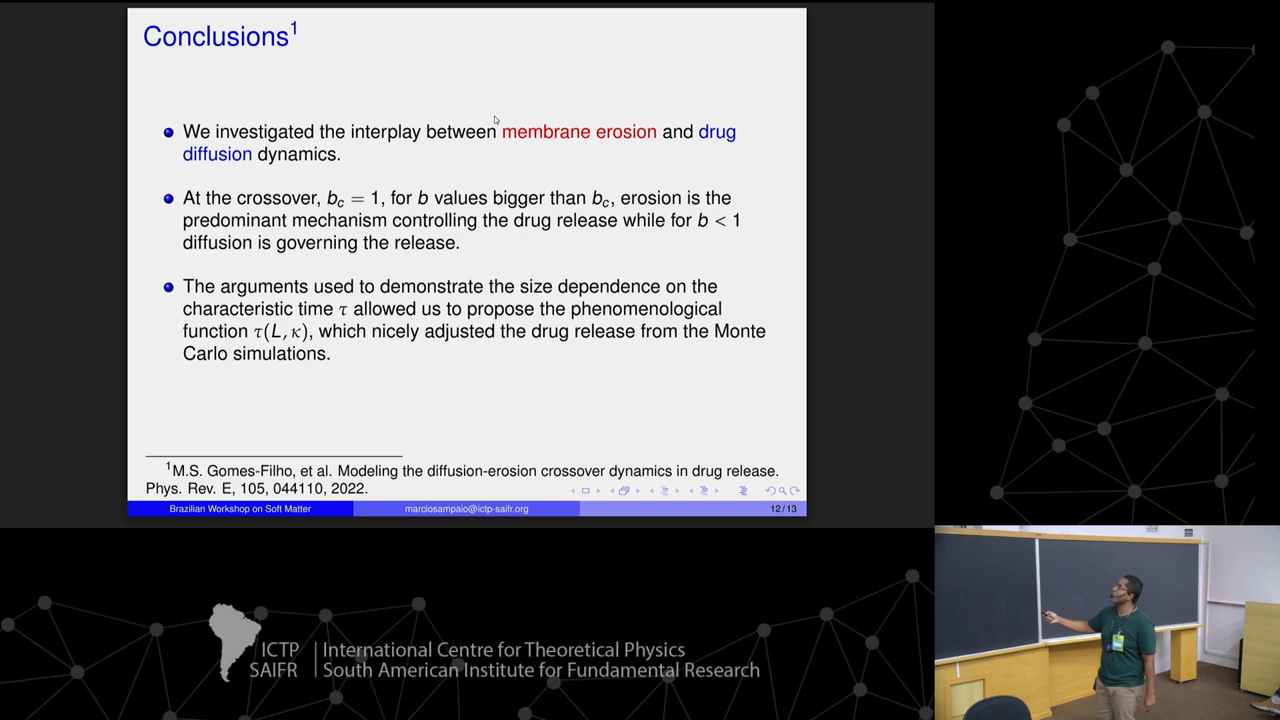 Conclusions¹
We investigated the interplay between membrane erosion and drug
diffusion dynamics.
At the crossover, b_c = 1, for b values bigger than b_c, erosion is the
predominant mechanism controlling the drug release while for b < 1
diffusion is governing the release.
The arguments used to demonstrate the size dependence on the
characteristic time τ allowed us to propose the phenomenological
function τ(L, κ), which nicely adjusted the drug release from the Monte
Carlo simulations.
¹M.S. Gomes-Filho, et al. Modeling the diffusion-erosion crossover dynamics in drug release.
Phys. Rev. E, 105, 044110, 2022.
Brazilian Workshop on Soft Matter marciosampaio@ictp-saifr.org 12 / 13
ICTP International Centre for Theoretical Physics
SAIFR South American Institute for Fundamental Research